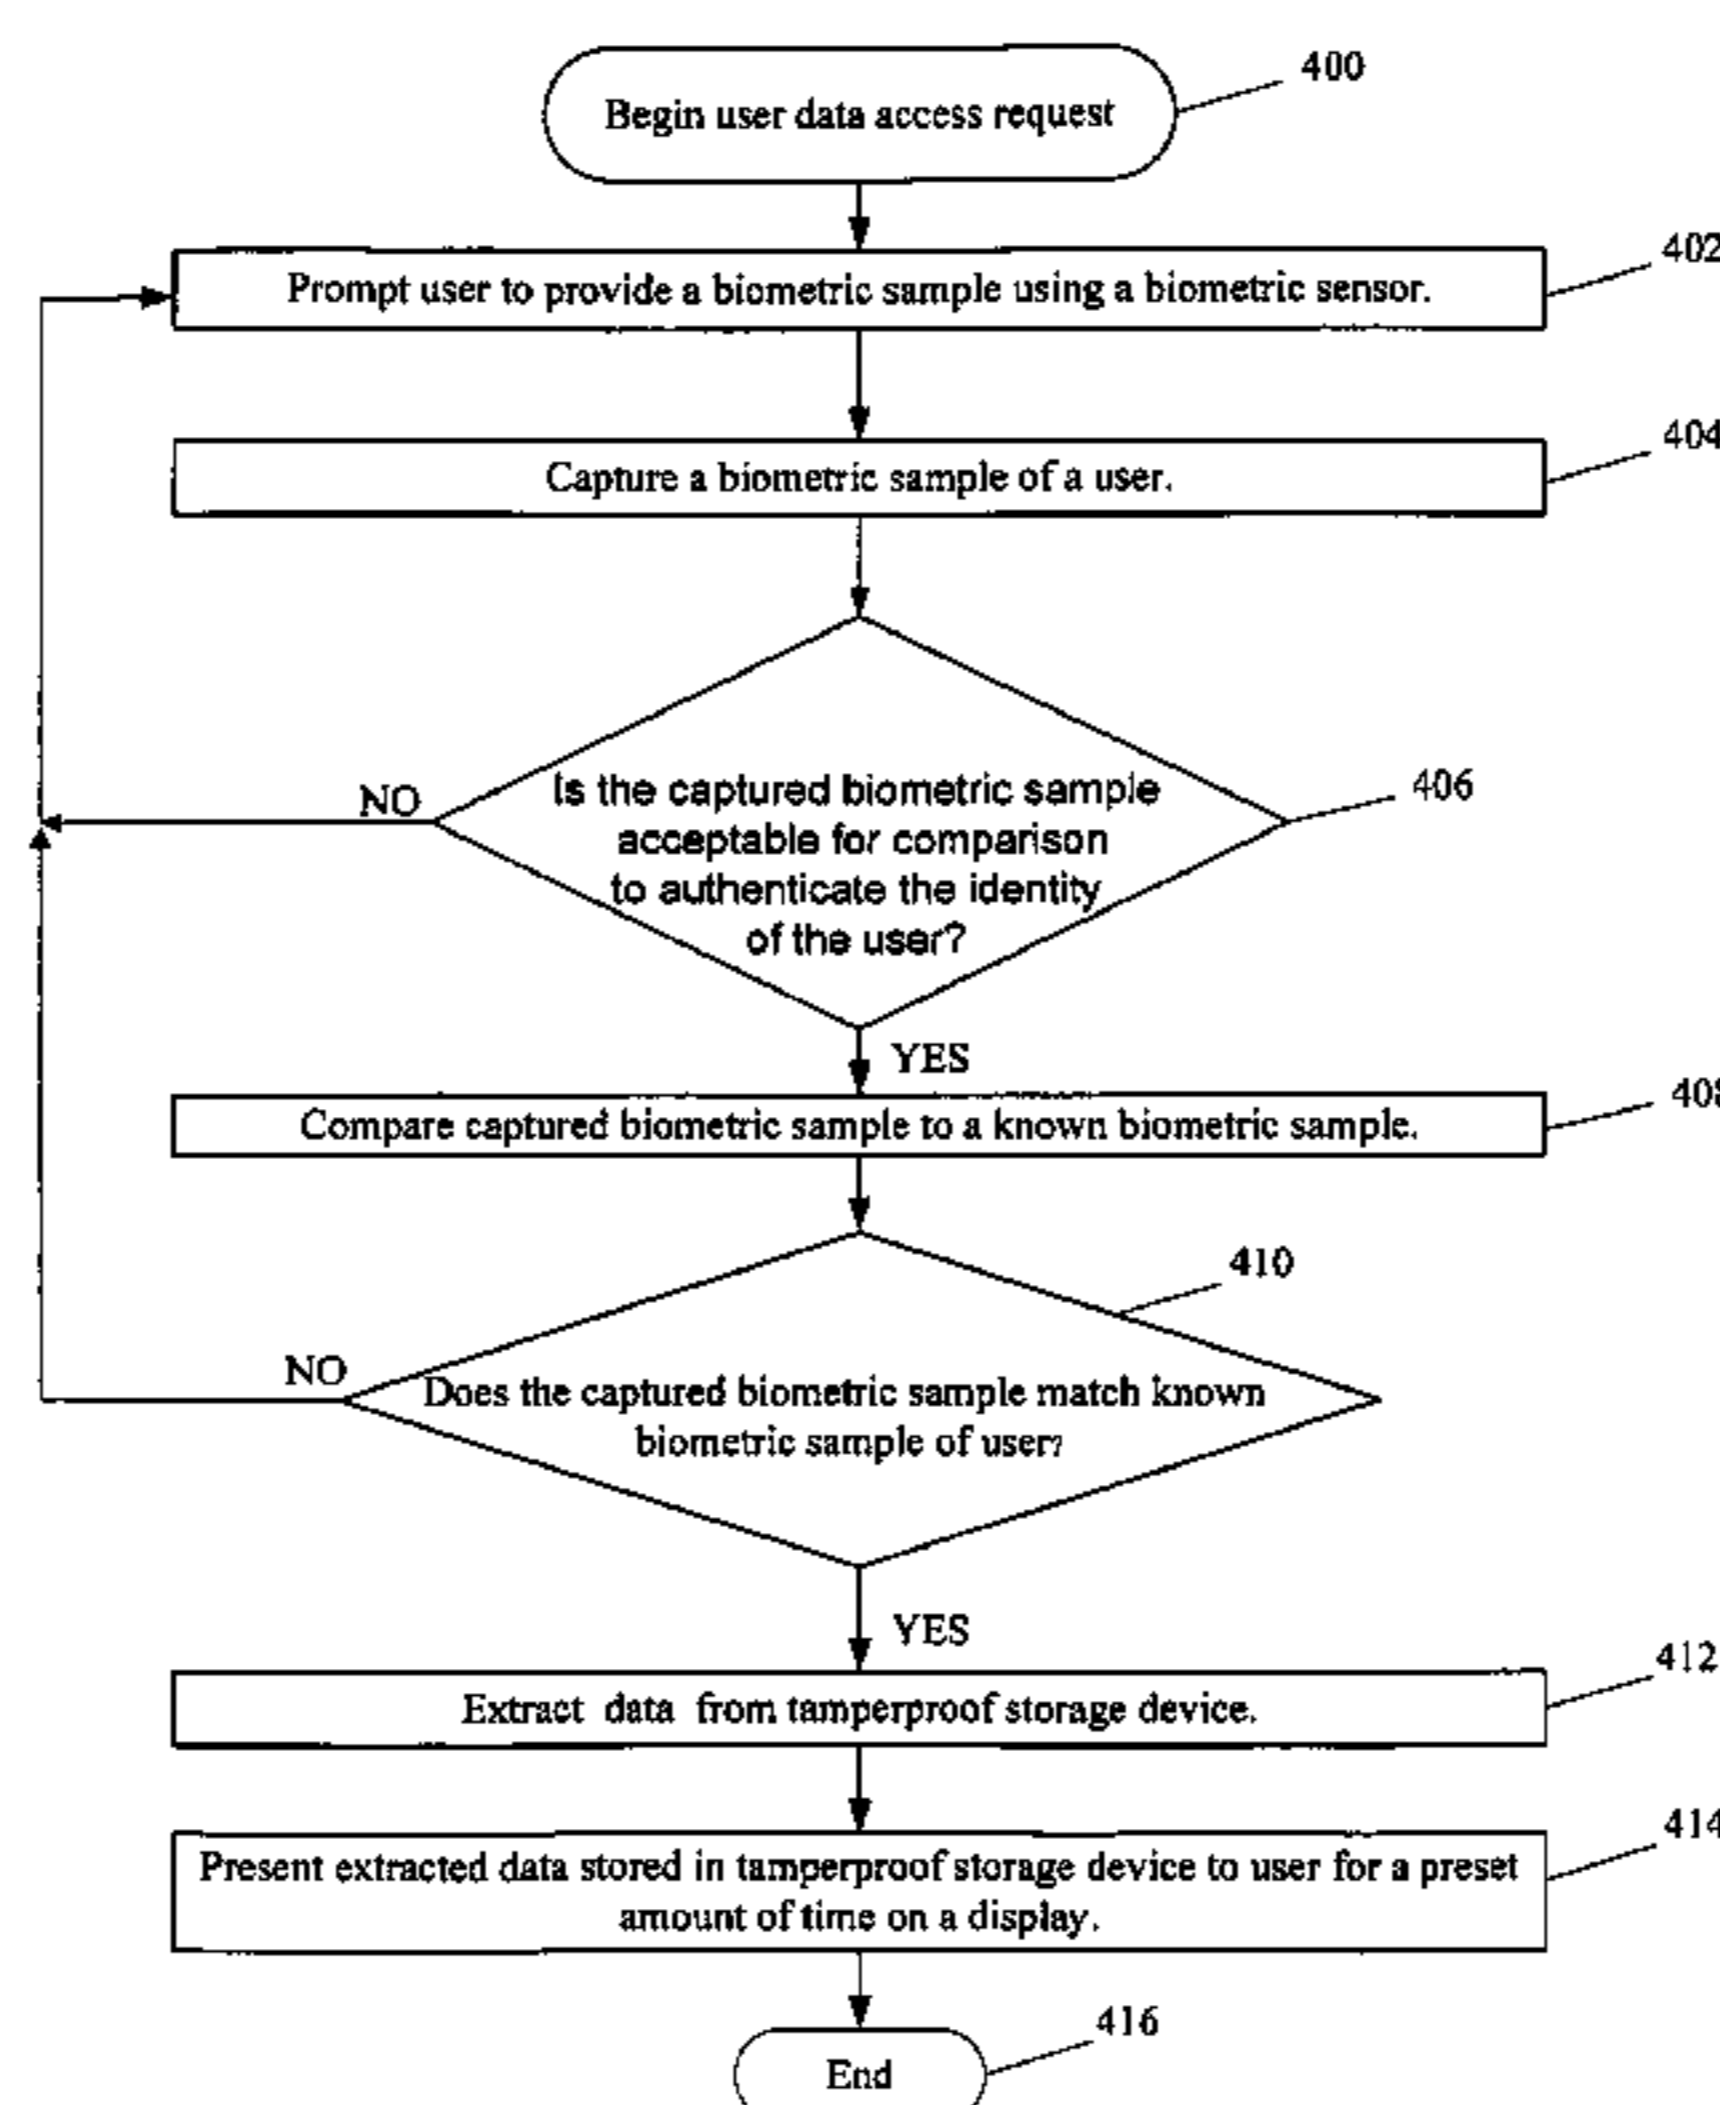 400
Begin user data access request
402
Prompt user to provide a biometric sample using a biometric sensor.
404
Capture a biometric sample of a user.
NO
Is the captured biometric sample
acceptable for comparison
to authenticate the identity
of the user?
406
YES
408
Compare captured biometric sample to a known biometric sample.
410
NO
Does the captured biometric sample match known
biometric sample of user?
YES
412
Extract data from tamperproof storage device.
414
Present extracted data stored in tamperproof storage device to user for a preset
amount of time on a display.
416
End